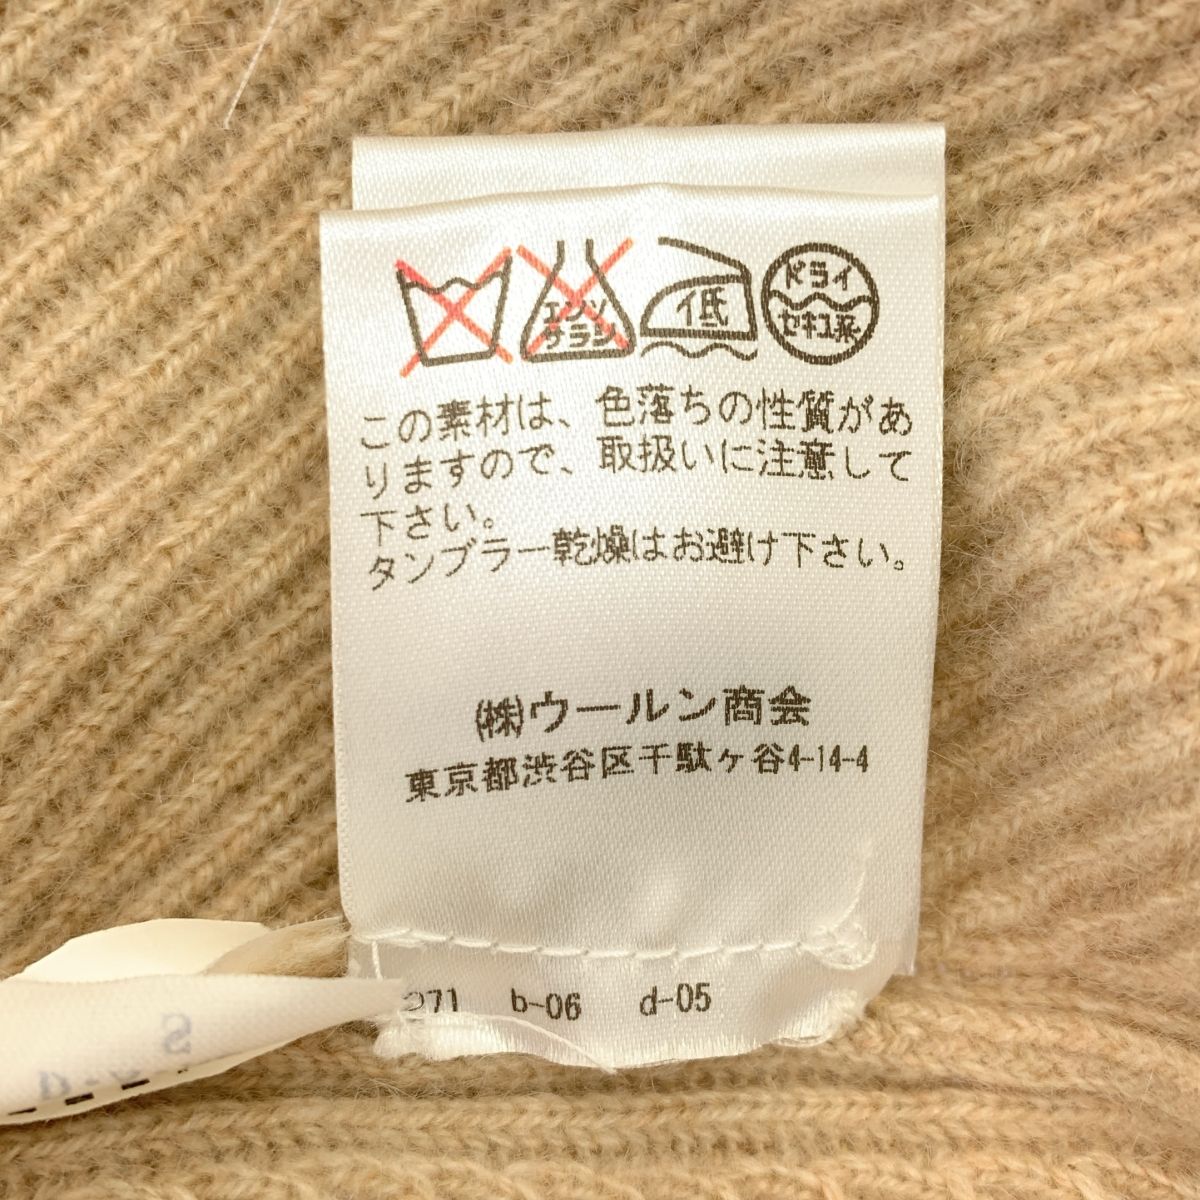 エンソ
サラシ
低
ドライ
セキユ系
この素材は、色落ちの性質があ
りますので、取扱いに注意して
下さい。
タンブラー乾燥はお避け下さい。
(株)ウールン商会
東京都渋谷区千駄ヶ谷4-14-4
271 b-06 d-05
S